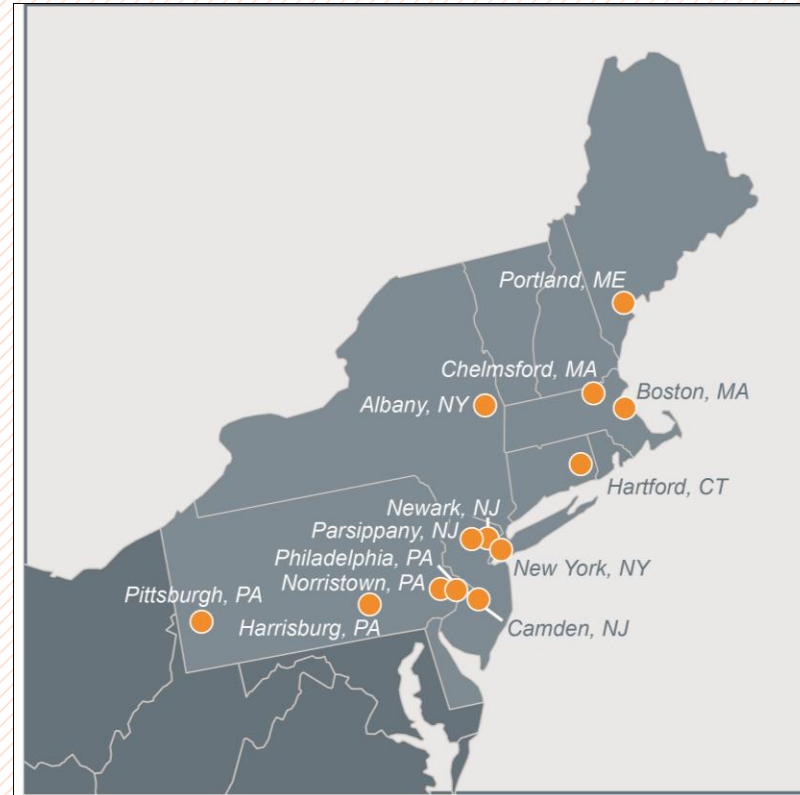 Portland, ME
Chelmsford, MA
Boston, MA
Albany, NY
Hartford, CT
Newark, NJ
Parsippany, NJ
New York, NY
Philadelphia, PA
Norristown, PA
Pittsburgh, PA
Harrisburg, PA
Camden, NJ